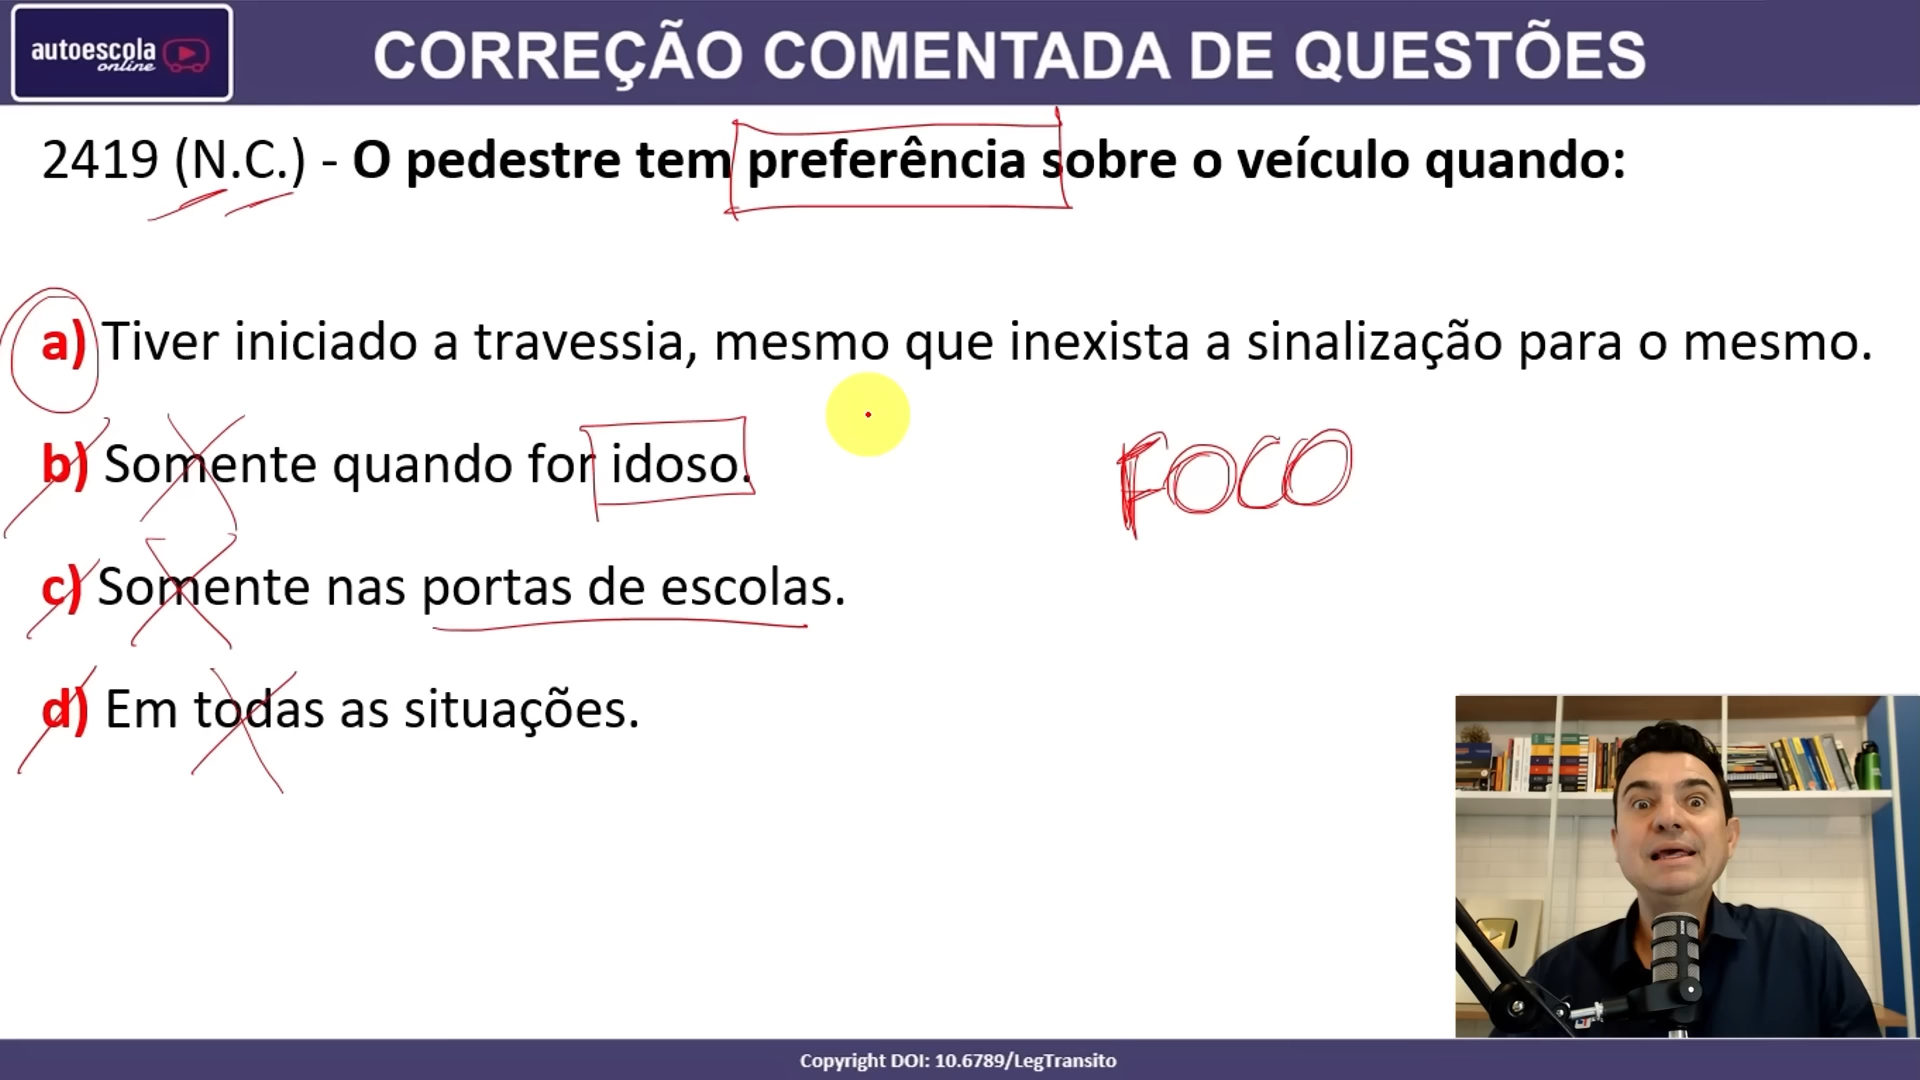 autoescola
online
CORREÇÃO COMENTADA DE QUESTÕES
2419 (N.C.) - O pedestre tem preferência sobre o veículo quando:
a) Tiver iniciado a travessia, mesmo que inexista a sinalização para o mesmo.
b) Somente quando for idoso.
FOCO
c) Somente nas portas de escolas.
d) Em todas as situações.
Copyright DOI: 10.6789/LegTransito